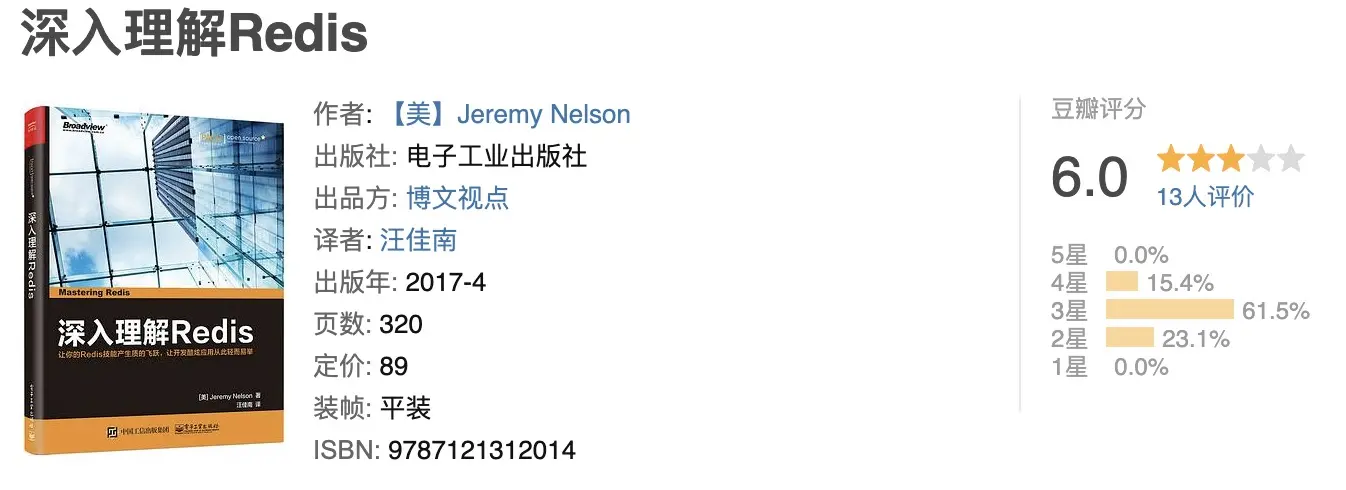 深入理解Redis
Broadview
www.broadview.com.cn
open source
深入理解Redis
Mastering Redis
深入理解Redis
让你的Redis技能产生质的飞跃，让开发酷炫应用从此轻而易举
[美] Jeremy Nelson 著
汪佳南 译
中国工信出版集团 电子工业出版社
作者: 【美】Jeremy Nelson
出版社: 电子工业出版社
出品方: 博文视点
译者: 汪佳南
出版年: 2017-4
页数: 320
定价: 89
装帧: 平装
ISBN: 9787121312014
豆瓣评分
6.0
13人评价
5星 0.0%
4星 15.4%
3星 61.5%
2星 23.1%
1星 0.0%